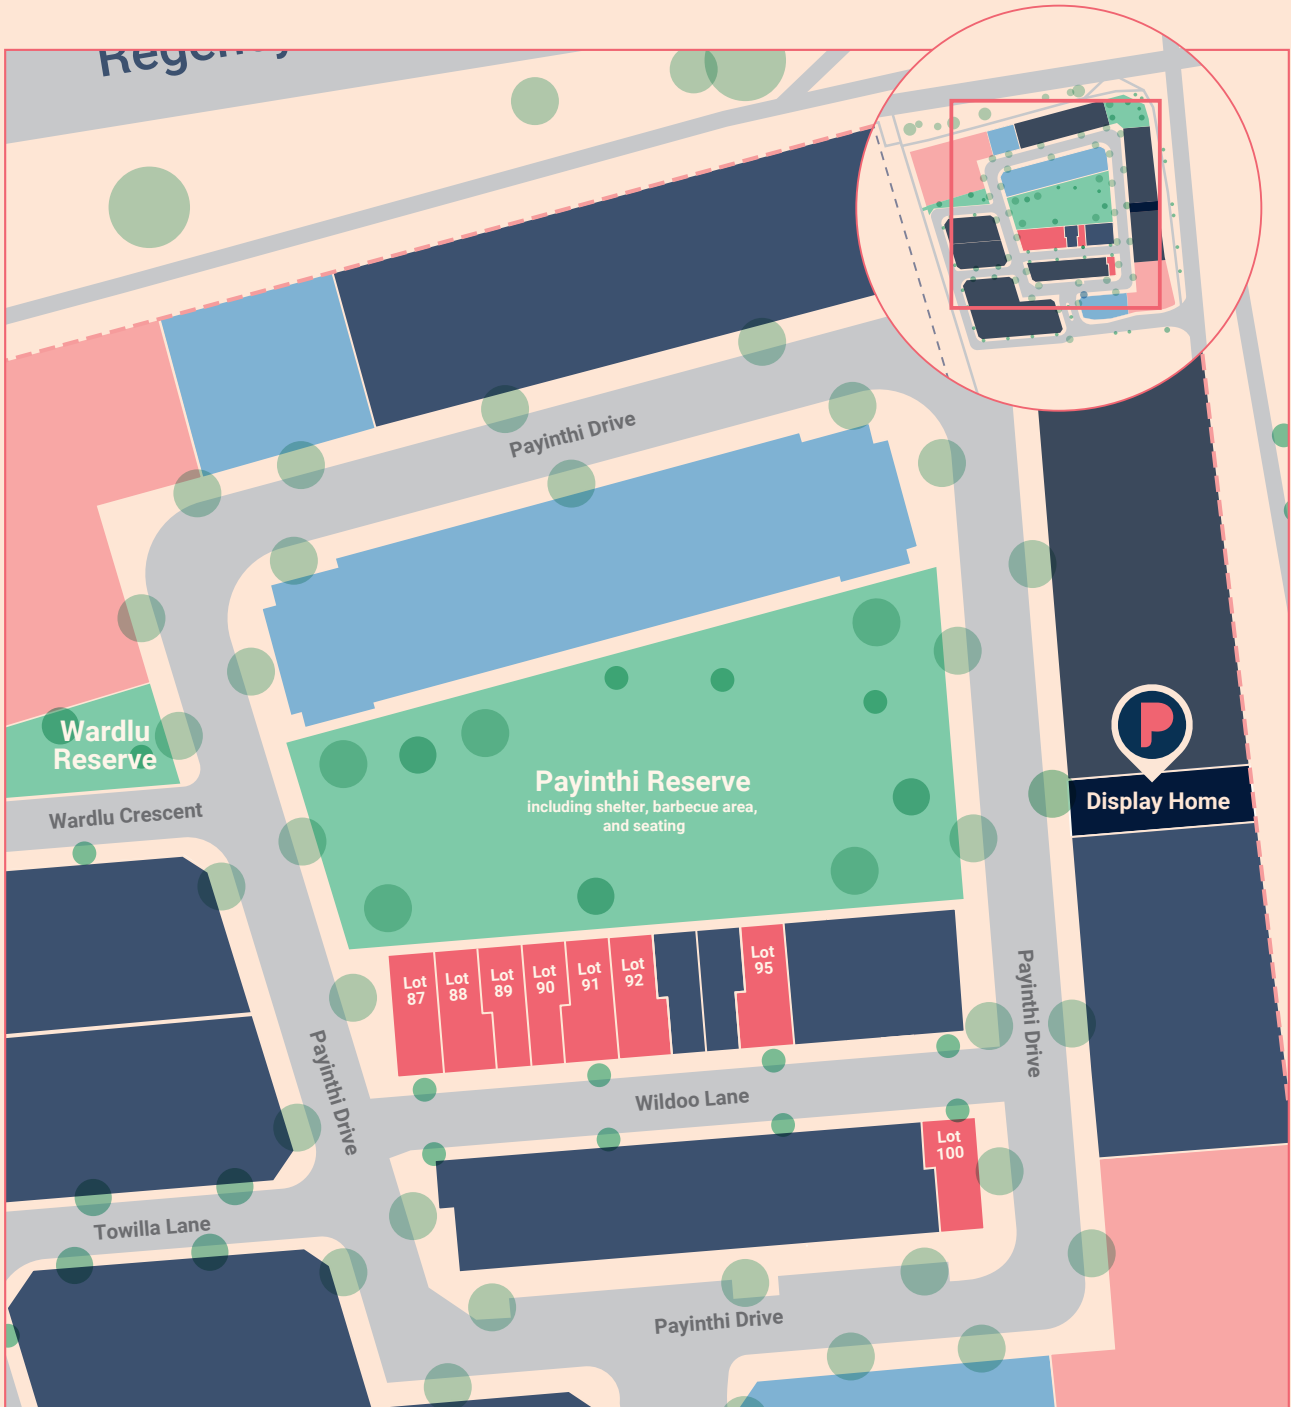 Regency
Payinthi Drive
Wardlu
Reserve
Wardlu Crescent
Payinthi Reserve
including shelter, barbecue area,
and seating
P
Display Home
Lot
87
Lot
88
Lot
89
Lot
90
Lot
91
Lot
92
Lot
95
Payinthi Drive
Payinthi Drive
Wildoo Lane
Lot
100
Towilla Lane
Payinthi Drive